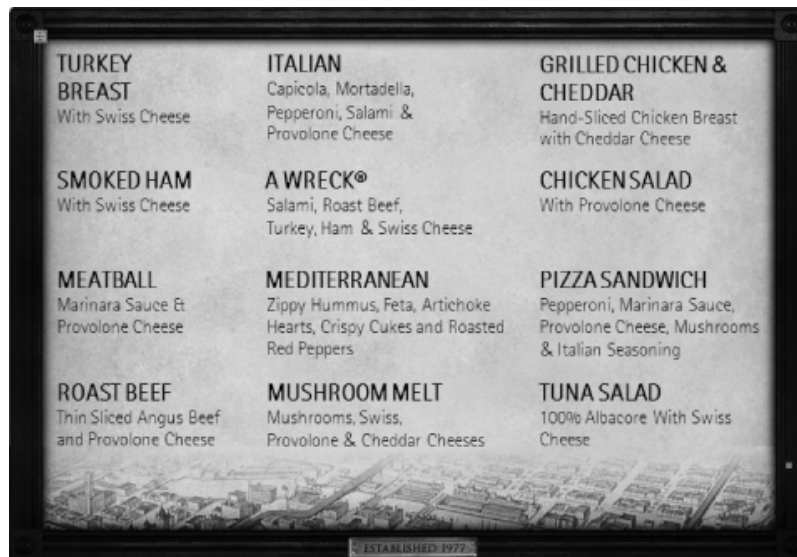 TURKEY
BREAST
With Swiss Cheese
SMOKED HAM
With Swiss Cheese
MEATBALL
Marinara Sauce &
Provolone Cheese
ROAST BEEF
Thin Sliced Angus Beef
and Provolone Cheese
ITALIAN
Capicola, Mortadella,
Pepperoni, Salami &
Provolone Cheese
A WRECK®
Salami, Roast Beef,
Turkey, Ham & Swiss Cheese
MEDITERRANEAN
Zippy Hummus, Feta, Artichoke
Hearts, Crispy Cukes and Roasted
Red Peppers
MUSHROOM MELT
Mushrooms, Swiss,
Provolone & Cheddar Cheeses
GRILLED CHICKEN &
CHEDDAR
Hand-Sliced Chicken Breast
with Cheddar Cheese
CHICKEN SALAD
With Provolone Cheese
PIZZA SANDWICH
Pepperoni, Marinara Sauce,
Provolone Cheese, Mushrooms
& Italian Seasoning
TUNA SALAD
100% Albacore With Swiss
Cheese
ESTABLISHED 1977